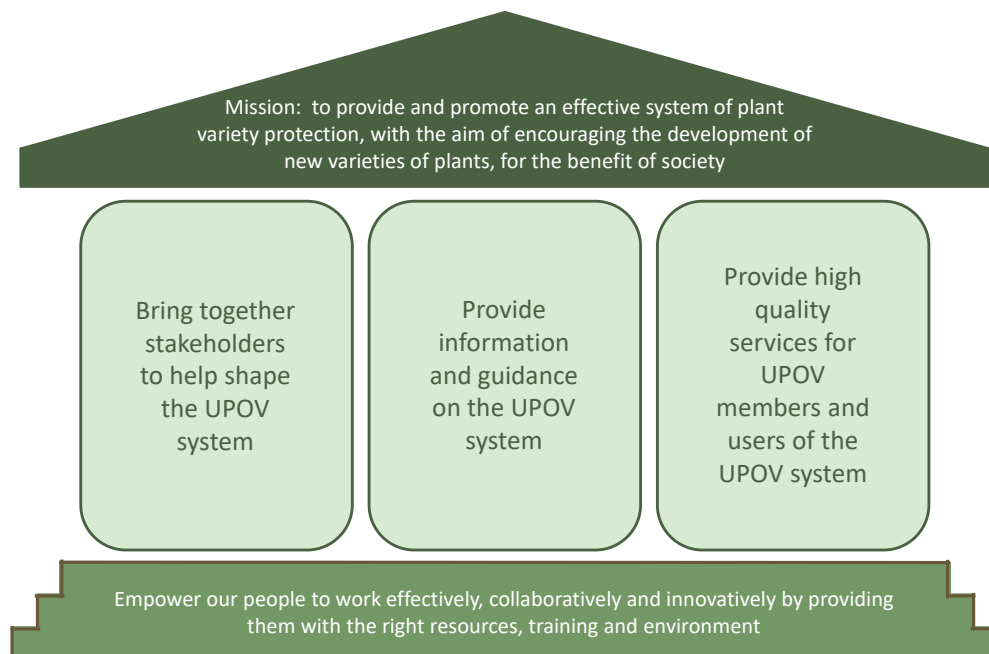 Mission:  to provide and promote an effective system of plant
variety protection, with the aim of encouraging the development of
new varieties of plants, for the benefit of society
Bring together
stakeholders
to help shape
the UPOV
system
Provide
information
and guidance
on the UPOV
system
Provide high
quality
services for
UPOV
members and
users of the
UPOV system
Empower our people to work effectively, collaboratively and innovatively by providing
them with the right resources, training and environment